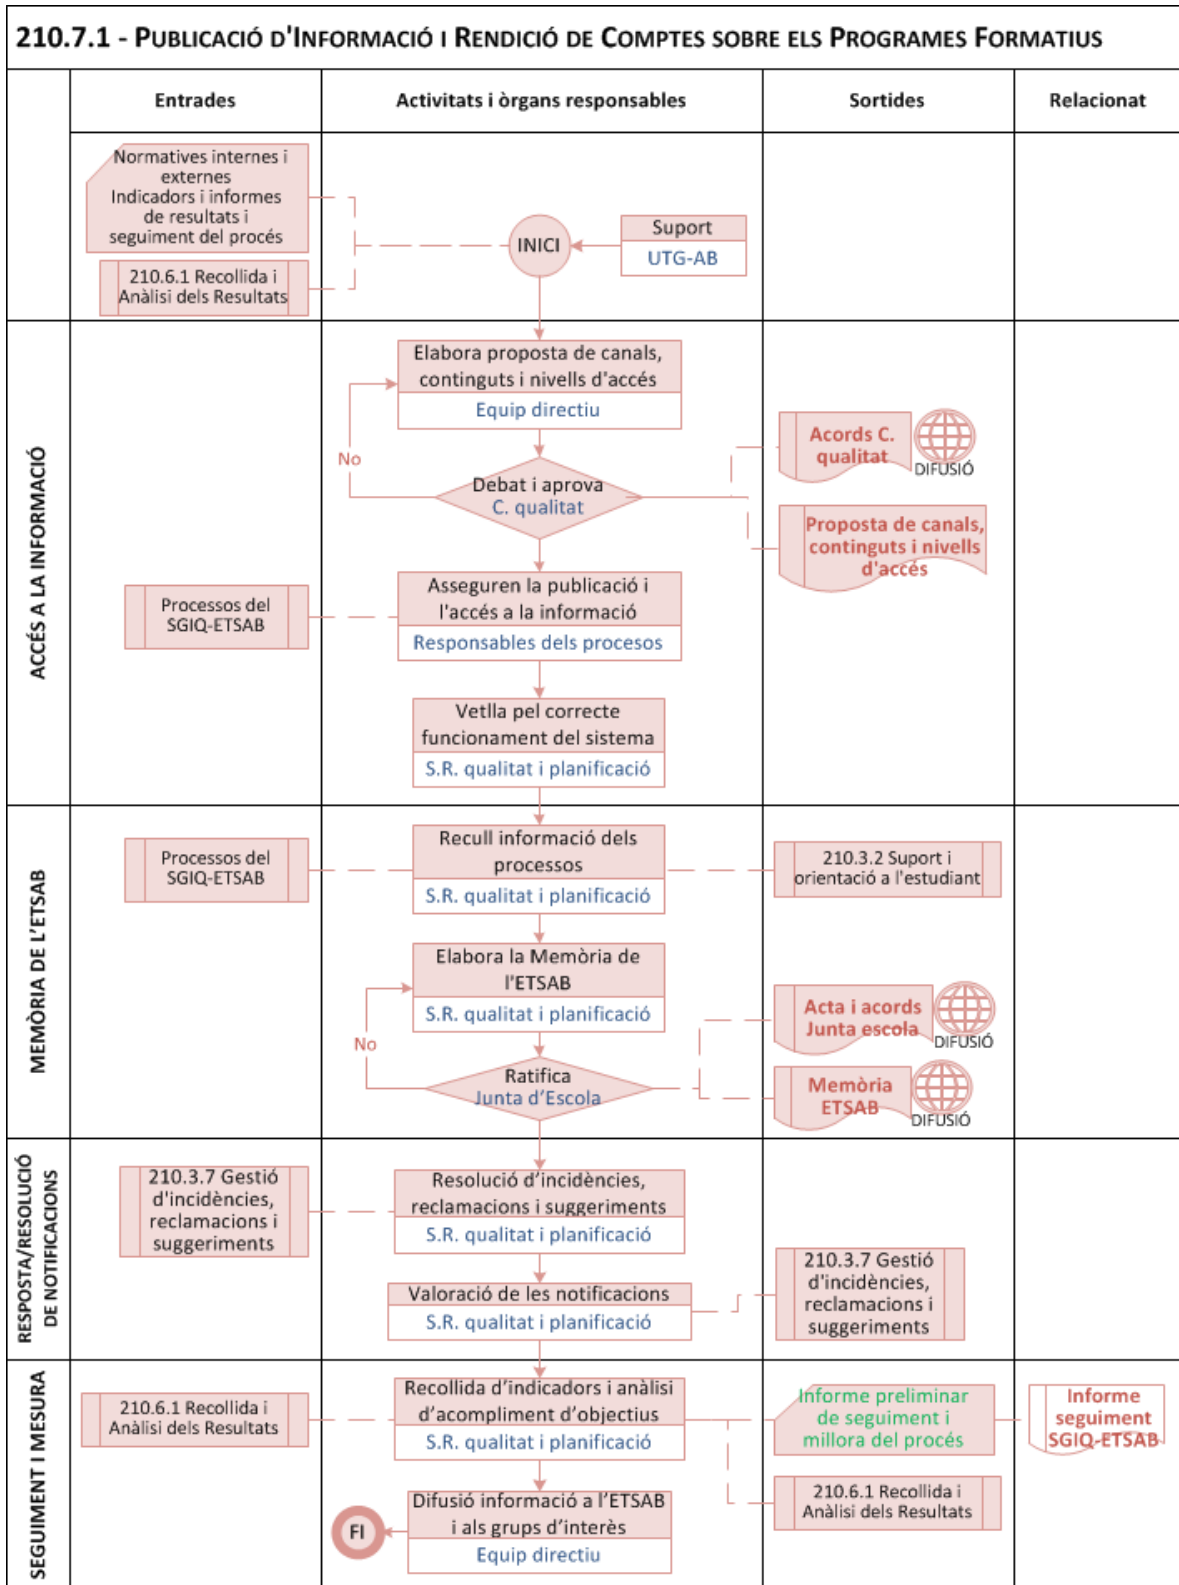 210.7.1 - Publicació d'Informació i Rendició de Comptes sobre els Programes Formatius
Entrades
Activitats i òrgans responsables
Sortides
Relacionat
Normatives internes i
externes
Indicadors i informes
de resultats i
seguiment del procés
210.6.1 Recollida i
Anàlisi dels Resultats
INICI
Suport
UTG-AB
ACCÉS A LA INFORMACIÓ
Elabora proposta de canals,
continguts i nivells d'accés
Equip directiu
No
Debat i aprova
C. qualitat
Acords C.
qualitat
DIFUSIÓ
Proposta de canals,
continguts i nivells
d'accés
Processos del
SGIQ-ETSAB
Asseguren la publicació i
l'accés a la informació
Responsables dels procesos
Vetlla pel correcte
funcionament del sistema
S.R. qualitat i planificació
MEMÒRIA DE L'ETSAB
Processos del
SGIQ-ETSAB
Recull informació dels
processos
S.R. qualitat i planificació
210.3.2 Suport i
orientació a l'estudiant
Elabora la Memòria de
l'ETSAB
S.R. qualitat i planificació
No
Ratifica
Junta d'Escola
Acta i acords
Junta escola
DIFUSIÓ
Memòria
ETSAB
DIFUSIÓ
RESPOSTA/RESOLUCIÓ
DE NOTIFICACIONS
210.3.7 Gestió
d'incidències,
reclamacions i
suggeriments
Resolució d'incidències,
reclamacions i suggeriments
S.R. qualitat i planificació
Valoració de les notificacions
S.R. qualitat i planificació
210.3.7 Gestió
d'incidències,
reclamacions i
suggeriments
SEGUIMENT I MESURA
210.6.1 Recollida i
Anàlisi dels Resultats
Recollida d'indicadors i anàlisi
d'acompliment d'objectius
S.R. qualitat i planificació
Informe preliminar
de seguiment i
millora del procés
Informe
seguiment
SGIQ-ETSAB
210.6.1 Recollida i
Anàlisi dels Resultats
FI
Difusió informació a l'ETSAB
i als grups d'interès
Equip directiu